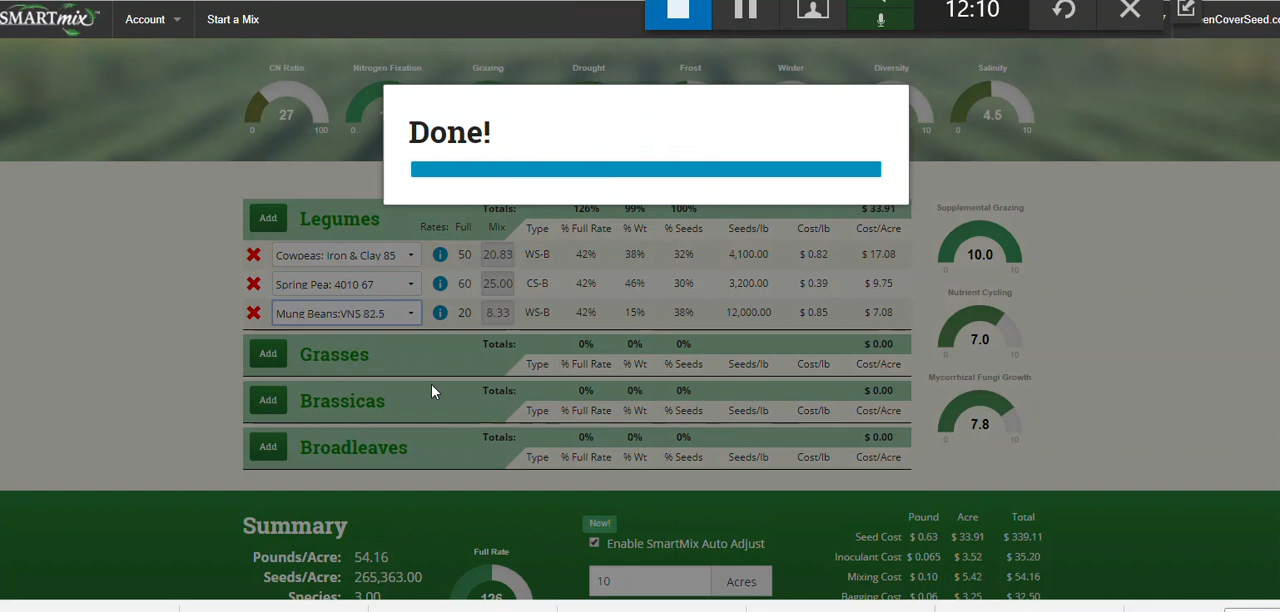 SMARTmix™ Account Start a Mix 12:10 enCoverSeed.co
CN Ratio Nitrogen Fixation Grazing Drought Frost Winter Diversity Salinity
27 4.5
0 100 0 10 0 10
Done!
Add Legumes Totals: 126% 99% 100% $ 33.91
Rates: Full Mix Type % Full Rate % Wt % Seeds Seeds/lb Cost/lb Cost/Acre
Cowpeas: Iron & Clay 85 50 20.83 WS-B 42% 38% 32% 4,100.00 $ 0.82 $ 17.08
Spring Pea: 4010 67 60 25.00 CS-B 42% 46% 30% 3,200.00 $ 0.39 $ 9.75
Mung Beans:VNS 82.5 20 8.33 WS-B 42% 15% 38% 12,000.00 $ 0.85 $ 7.08
Add Grasses Totals: 0% 0% 0% $ 0.00
Type % Full Rate % Wt % Seeds Seeds/lb Cost/lb Cost/Acre
Add Brassicas Totals: 0% 0% 0% $ 0.00
Type % Full Rate % Wt % Seeds Seeds/lb Cost/lb Cost/Acre
Add Broadleaves Totals: 0% 0% 0% $ 0.00
Type % Full Rate % Wt % Seeds Seeds/lb Cost/lb Cost/Acre
Supplemental Grazing
10.0
0 10
Nutrient Cycling
7.0
0 10
Mycorrhizal Fungi Growth
7.8
0 10
Summary
Pounds/Acre: 54.16
Seeds/Acre: 265,363.00
Species: 3.00
Full Rate
126
New!
Enable SmartMix Auto Adjust
10 Acres
Pound Acre Total
Seed Cost $ 0.63 $ 33.91 $ 339.11
Inoculant Cost $ 0.065 $ 3.52 $ 35.20
Mixing Cost $ 0.10 $ 5.42 $ 54.16
Bagging Cost $ 0.06 $ 3.25 $ 32.50